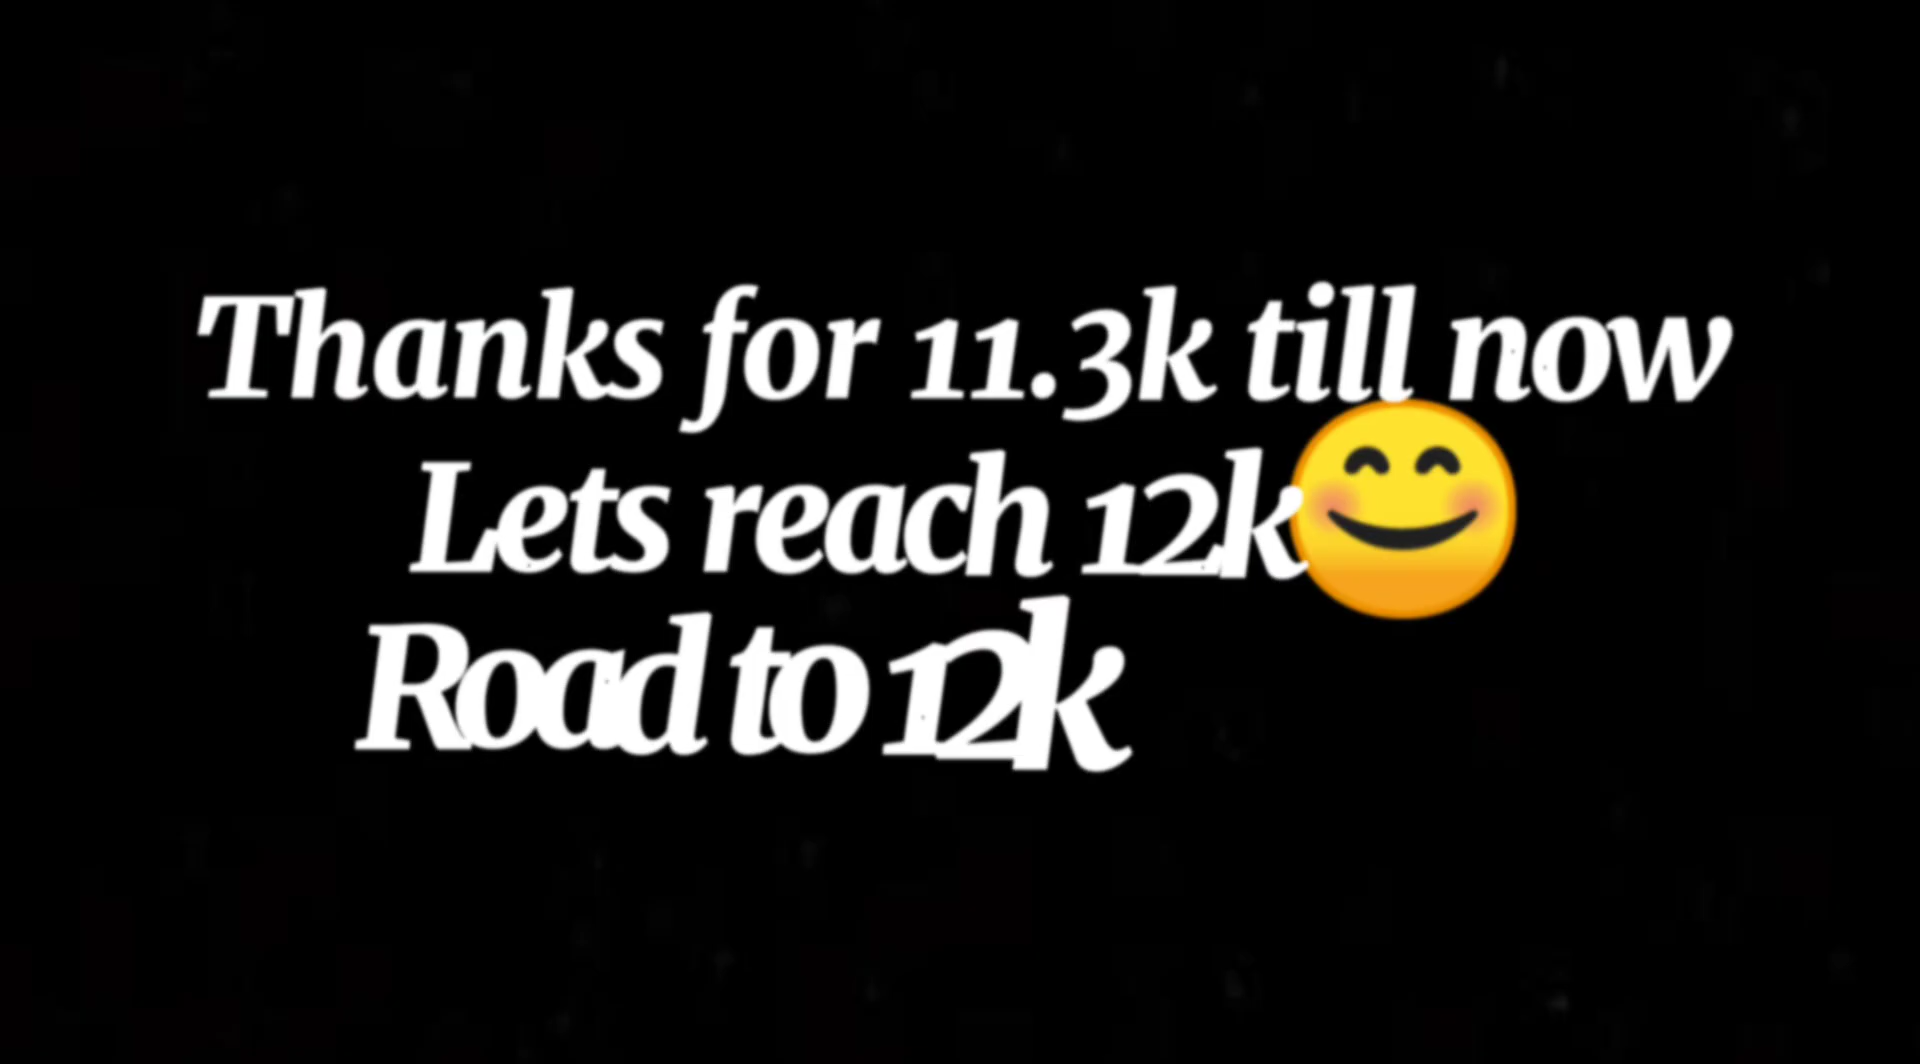 Thanks for 11.3k till now
Lets reach 12k😊
Road to 12k